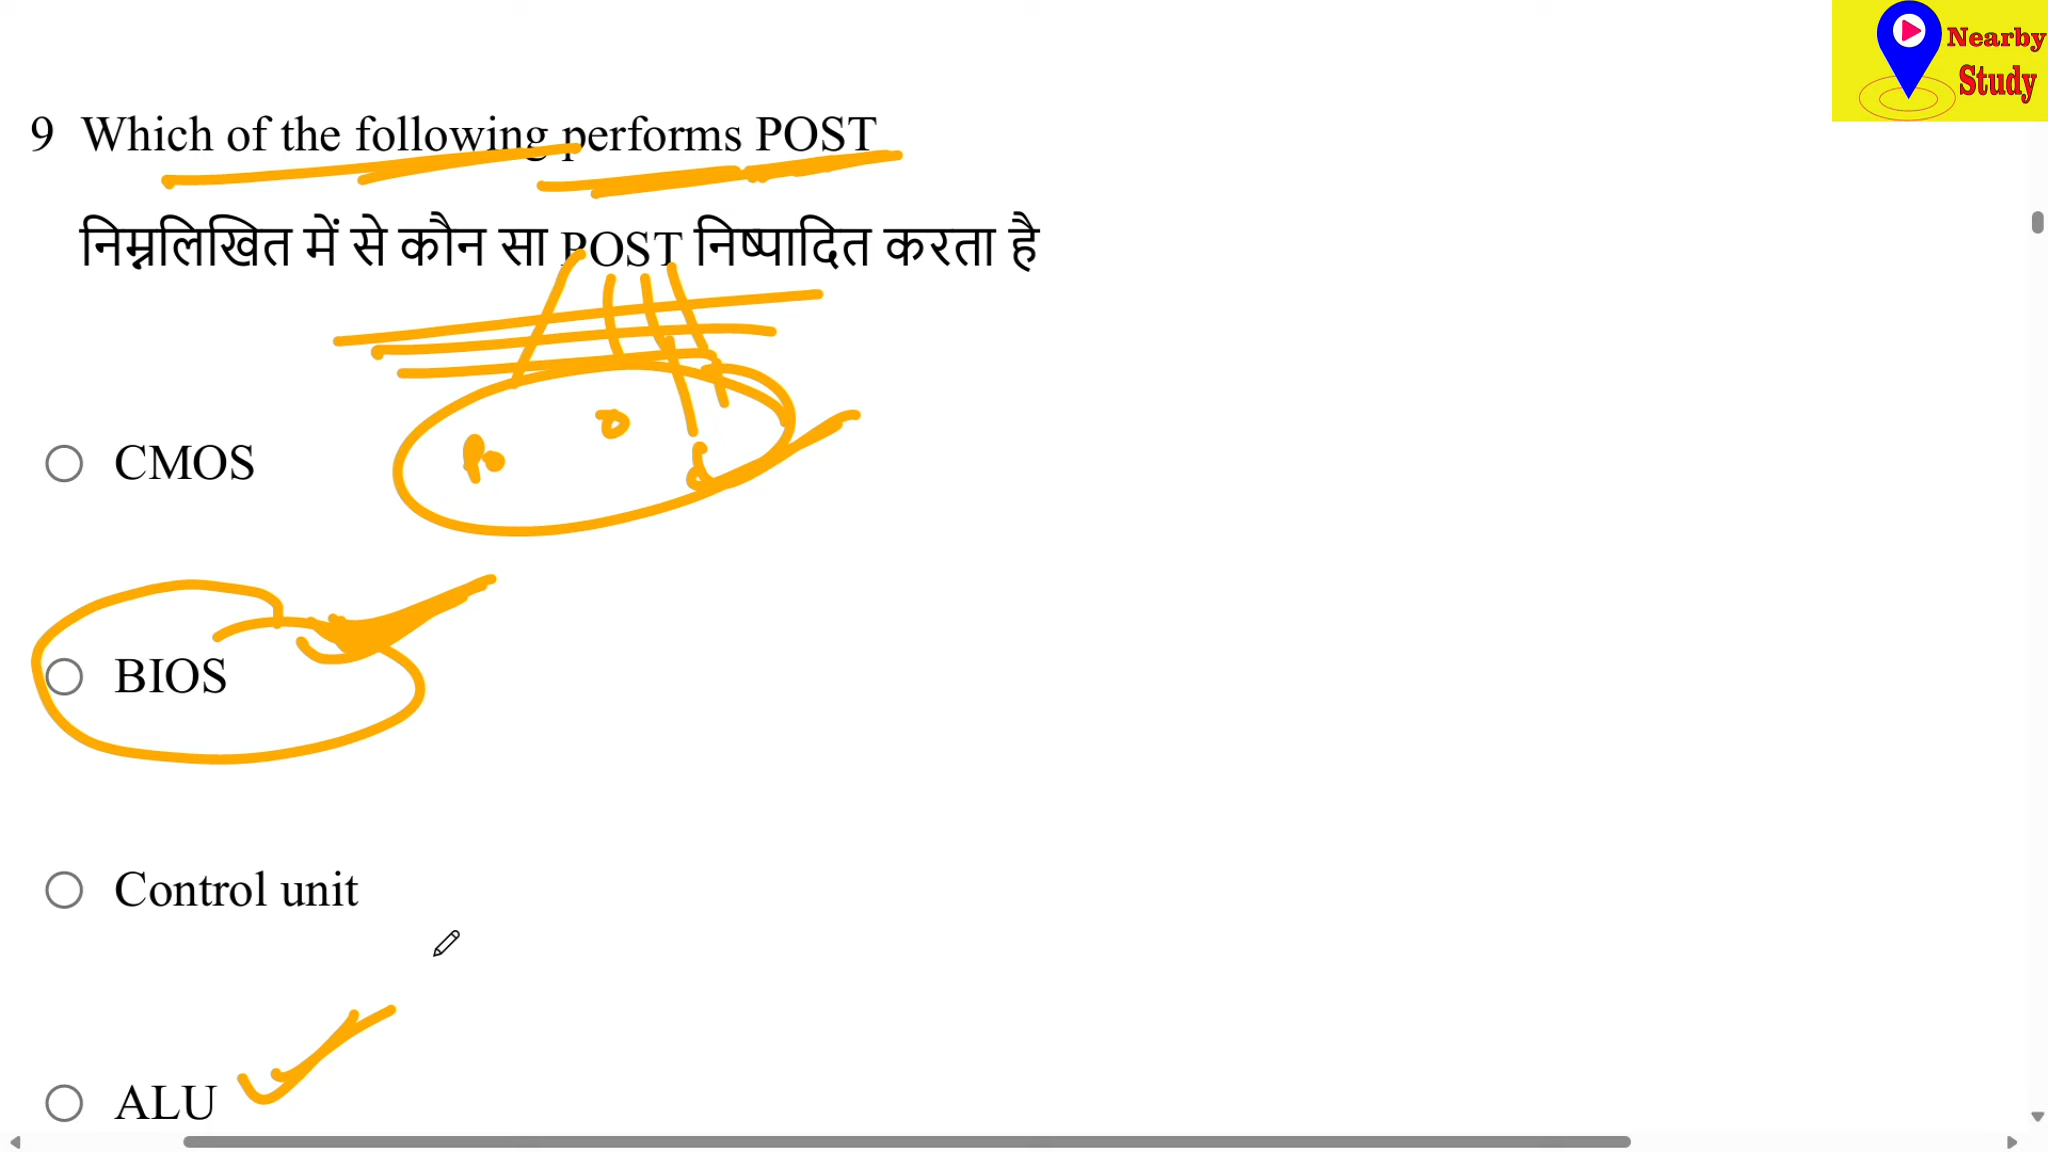 Nearby
Study
9 Which of the following performs POST
निम्नलिखित में से कौन सा POST निष्पादित करता है
CMOS
BIOS
Control unit
ALU